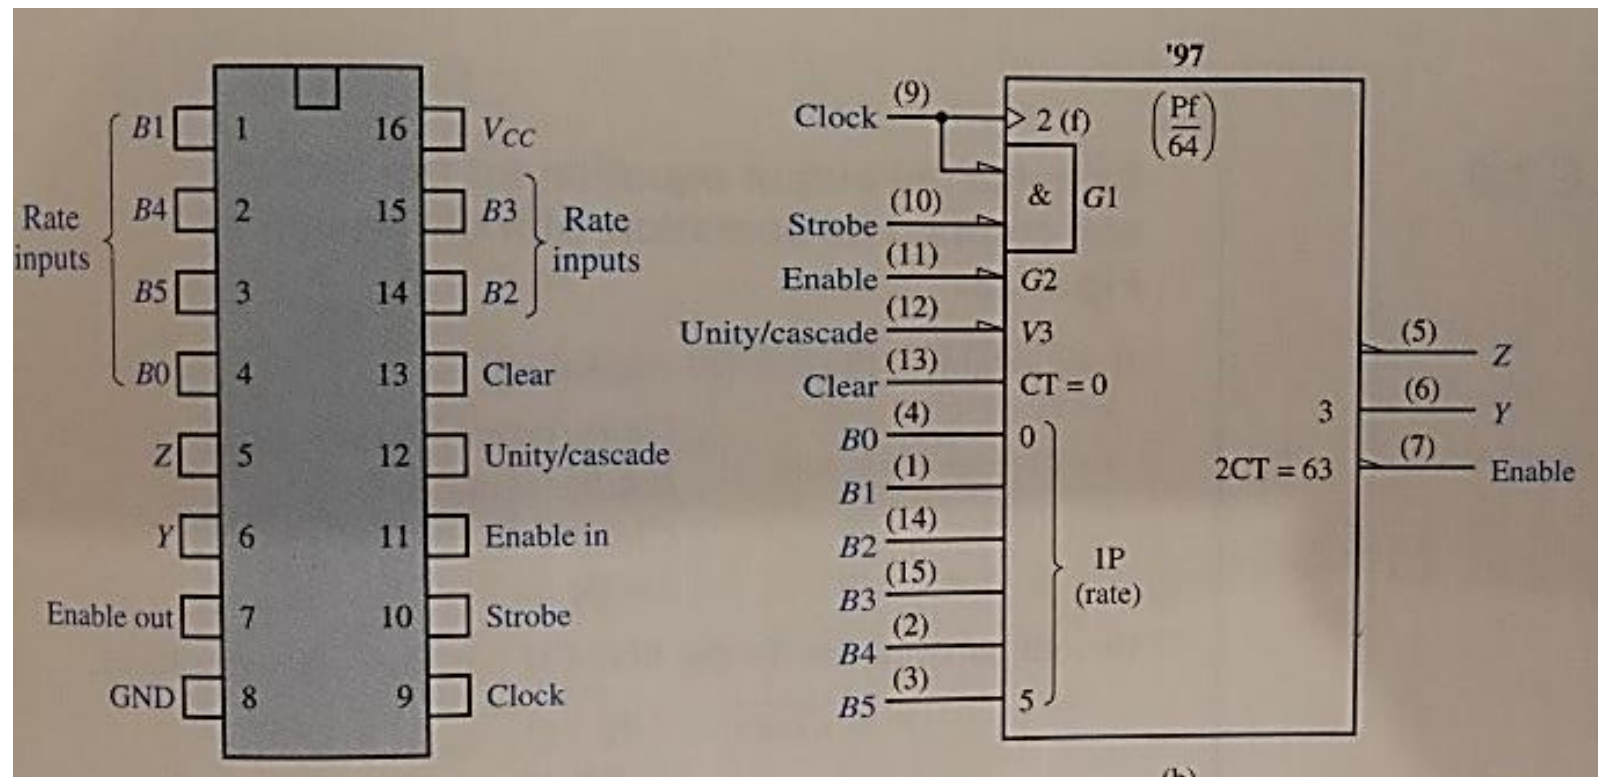 B1 1 16 VCC
B4 2 15 B3
Rate inputs
Rate inputs
B5 3 14 B2
B0 4 13 Clear
Z 5 12 Unity/cascade
Y 6 11 Enable in
Enable out 7 10 Strobe
GND 8 9 Clock
'97
Clock (9) 2 (f)
(Pf/64)
& G1
Strobe (10)
Enable (11) G2
Unity/cascade (12) V3
Clear (13) CT = 0
B0 (4) 0
B1 (1)
B2 (14)
B3 (15)
B4 (2)
B5 (3) 5
1P
(rate)
(5) Z
3 (6) Y
2CT = 63 (7) Enable
(b)